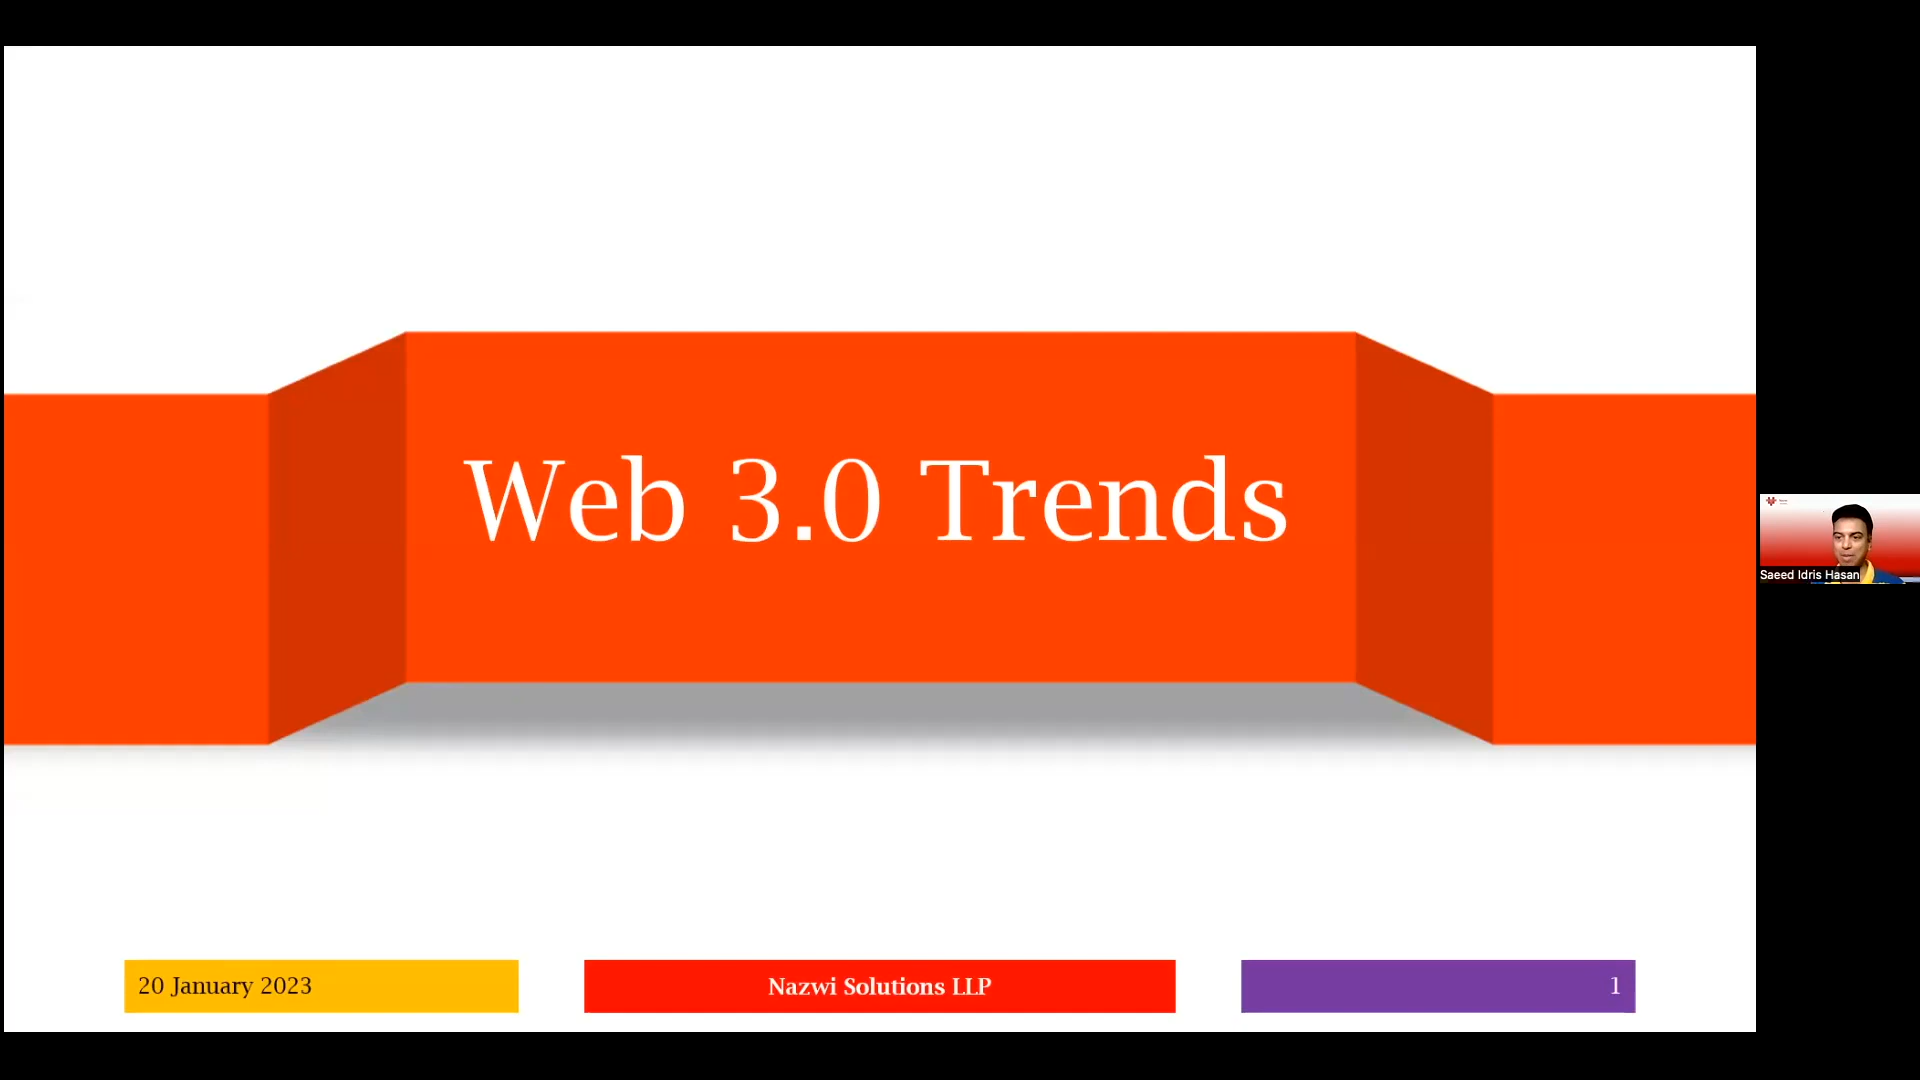 Web 3.0 Trends
Saeed Idris Hasan
20 January 2023
Nazwi Solutions LLP
1